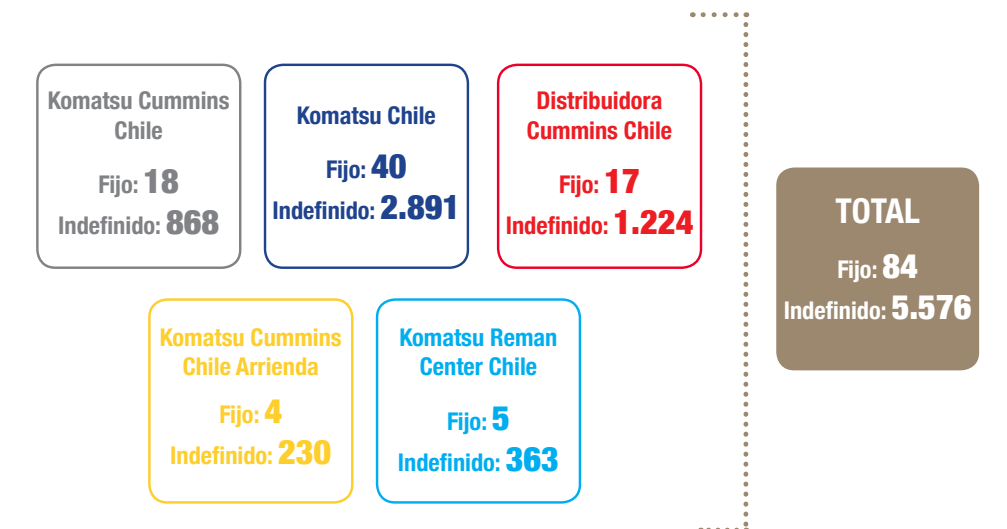 Komatsu Cummins
Chile
Fijo: 18
Indefinido: 868
Komatsu Chile
Fijo: 40
Indefinido: 2.891
Distribuidora
Cummins Chile
Fijo: 17
Indefinido: 1.224
Komatsu Cummins
Chile Arrienda
Fijo: 4
Indefinido: 230
Komatsu Reman
Center Chile
Fijo: 5
Indefinido: 363
TOTAL
Fijo: 84
Indefinido: 5.576